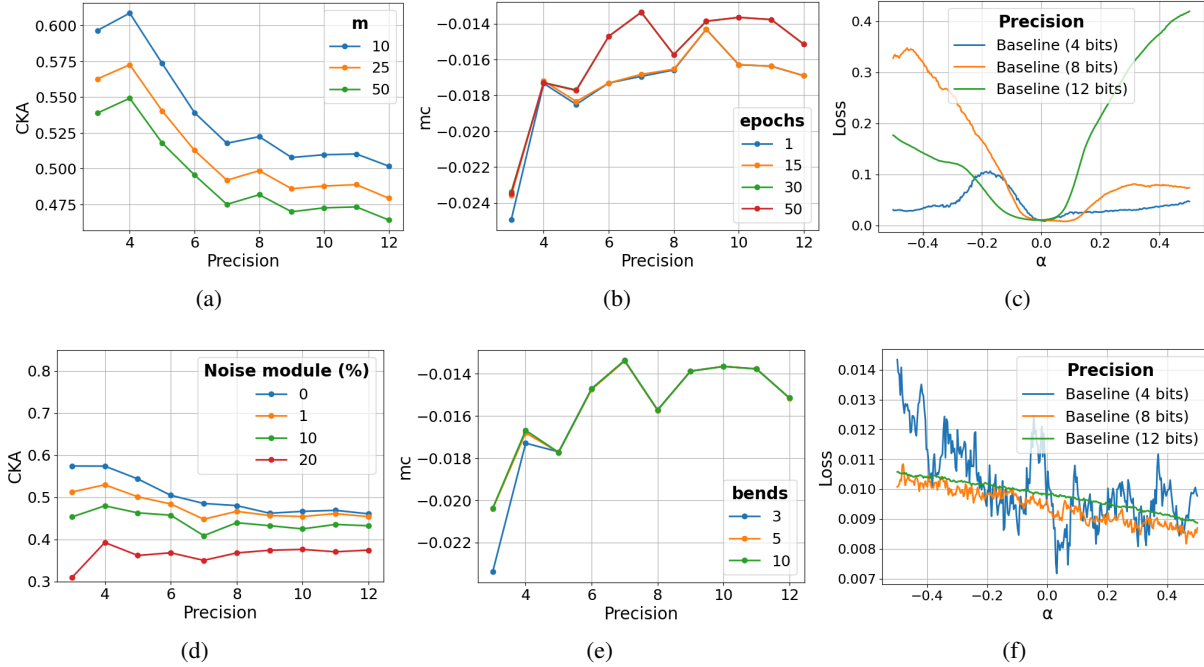 0.600
0.575
0.550
0.525
0.500
0.475
CKA
4
6
8
10
12
Precision
m
10
25
50
(a)
−0.014
−0.016
−0.018
−0.020
−0.022
−0.024
mc
4
6
8
10
12
Precision
epochs
1
15
30
50
(b)
0.4
0.3
0.2
0.1
0.0
Loss
−0.4
−0.2
0.0
0.2
0.4
α
Precision
Baseline (4 bits)
Baseline (8 bits)
Baseline (12 bits)
(c)
0.8
0.7
0.6
0.5
0.4
0.3
CKA
4
6
8
10
12
Precision
Noise module (%)
0
1
10
20
(d)
−0.014
−0.016
−0.018
−0.020
−0.022
mc
4
6
8
10
12
Precision
bends
3
5
10
(e)
0.014
0.013
0.012
0.011
0.010
0.009
0.008
0.007
Loss
−0.4
−0.2
0.0
0.2
0.4
α
Precision
Baseline (4 bits)
Baseline (8 bits)
Baseline (12 bits)
(f)